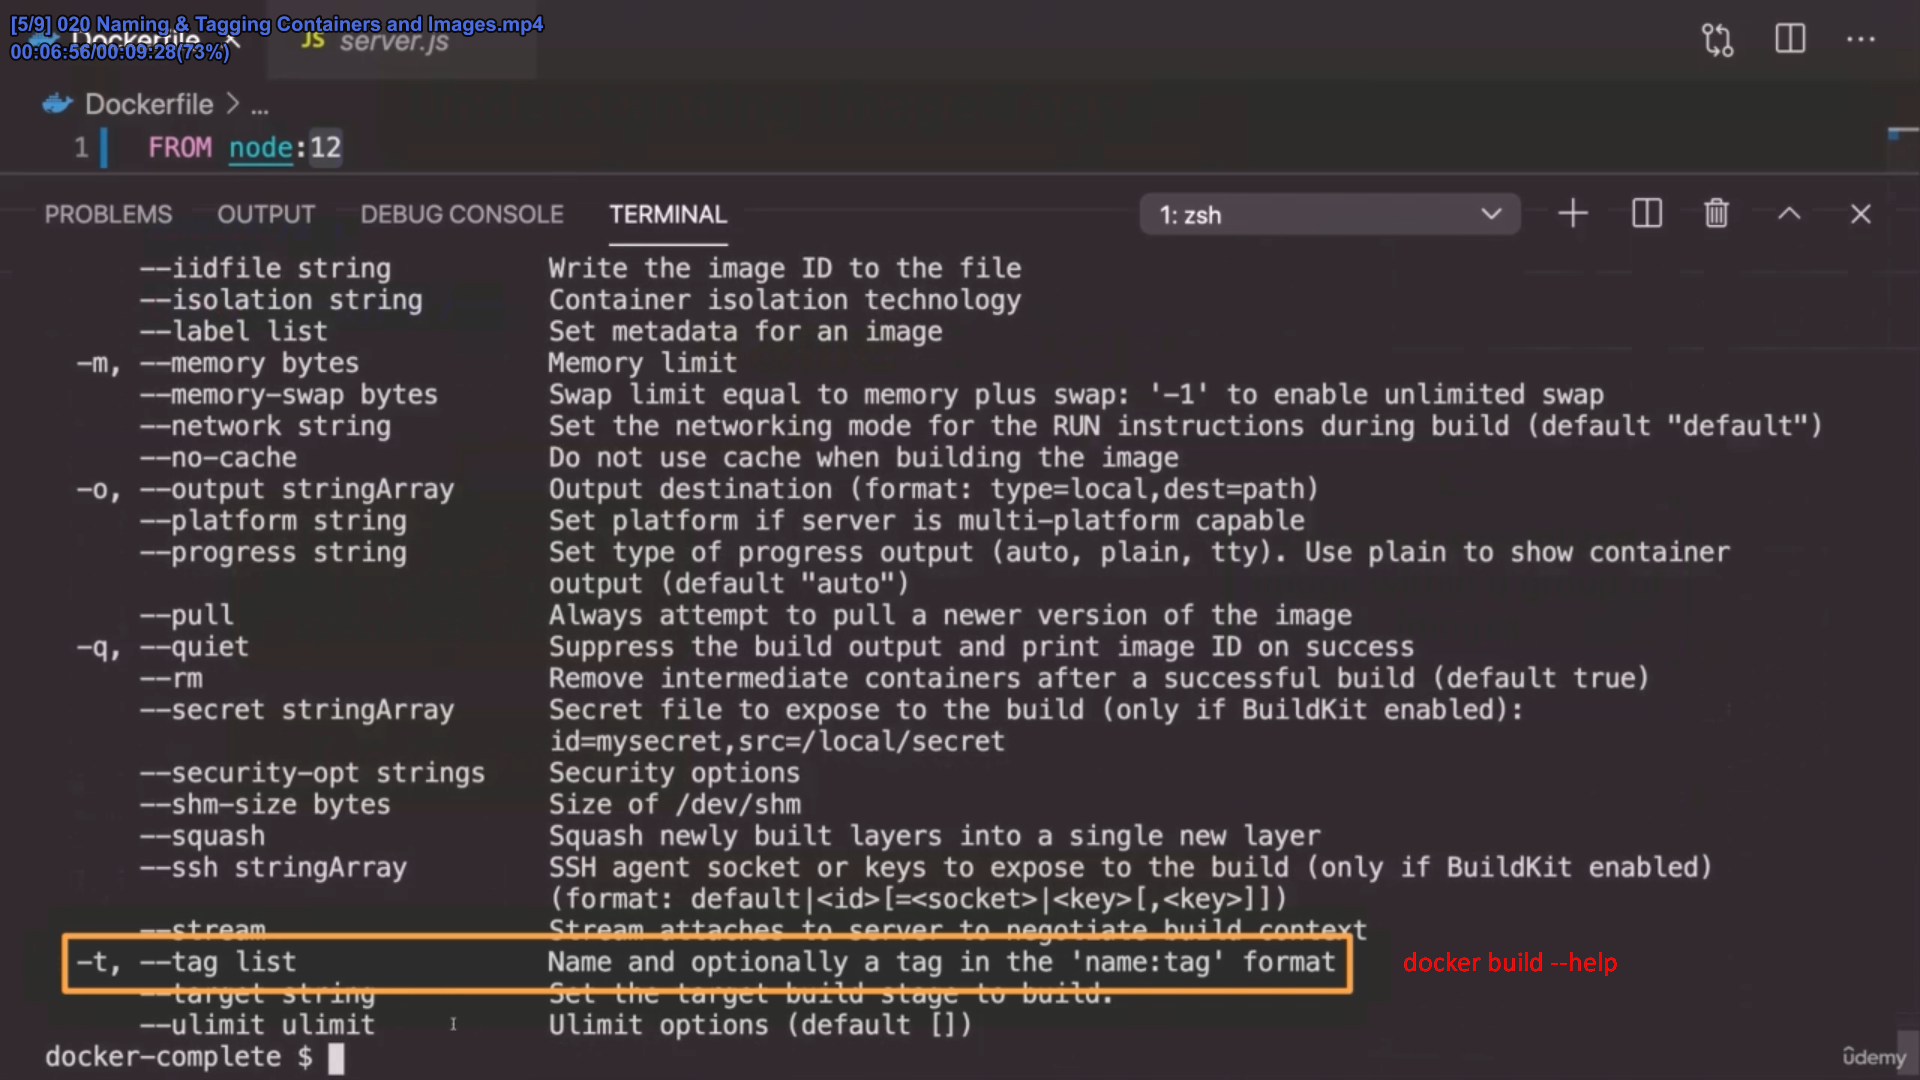 [5/9] 020 Naming & Tagging Containers and Images.mp4
00:06:56/00:09:28(73%)
Dockerfile
JS server.js
Dockerfile > ...
1 FROM node:12
PROBLEMS OUTPUT DEBUG CONSOLE TERMINAL 1: zsh
--iidfile string Write the image ID to the file
--isolation string Container isolation technology
--label list Set metadata for an image
-m, --memory bytes Memory limit
--memory-swap bytes Swap limit equal to memory plus swap: '-1' to enable unlimited swap
--network string Set the networking mode for the RUN instructions during build (default "default")
--no-cache Do not use cache when building the image
-o, --output stringArray Output destination (format: type=local,dest=path)
--platform string Set platform if server is multi-platform capable
--progress string Set type of progress output (auto, plain, tty). Use plain to show container
output (default "auto")
--pull Always attempt to pull a newer version of the image
-q, --quiet Suppress the build output and print image ID on success
--rm Remove intermediate containers after a successful build (default true)
--secret stringArray Secret file to expose to the build (only if BuildKit enabled):
id=mysecret,src=/local/secret
--security-opt strings Security options
--shm-size bytes Size of /dev/shm
--squash Squash newly built layers into a single new layer
--ssh stringArray SSH agent socket or keys to expose to the build (only if BuildKit enabled)
(format: default|<id>[=<socket>|<key>[,<key>]])
--stream Stream attaches to server to negotiate build context
-t, --tag list Name and optionally a tag in the 'name:tag' format
docker build --help
--target string Set the target build stage to build.
--ulimit ulimit Ulimit options (default [])
docker-complete $
udemy